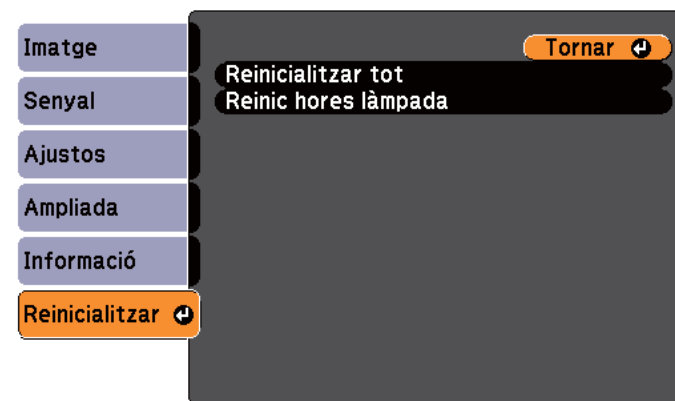 Imatge
Senyal
Ajustos
Ampliada
Informació
Reinicialitzar
Tornar
Reinicialitzar tot
Reinic hores làmpada